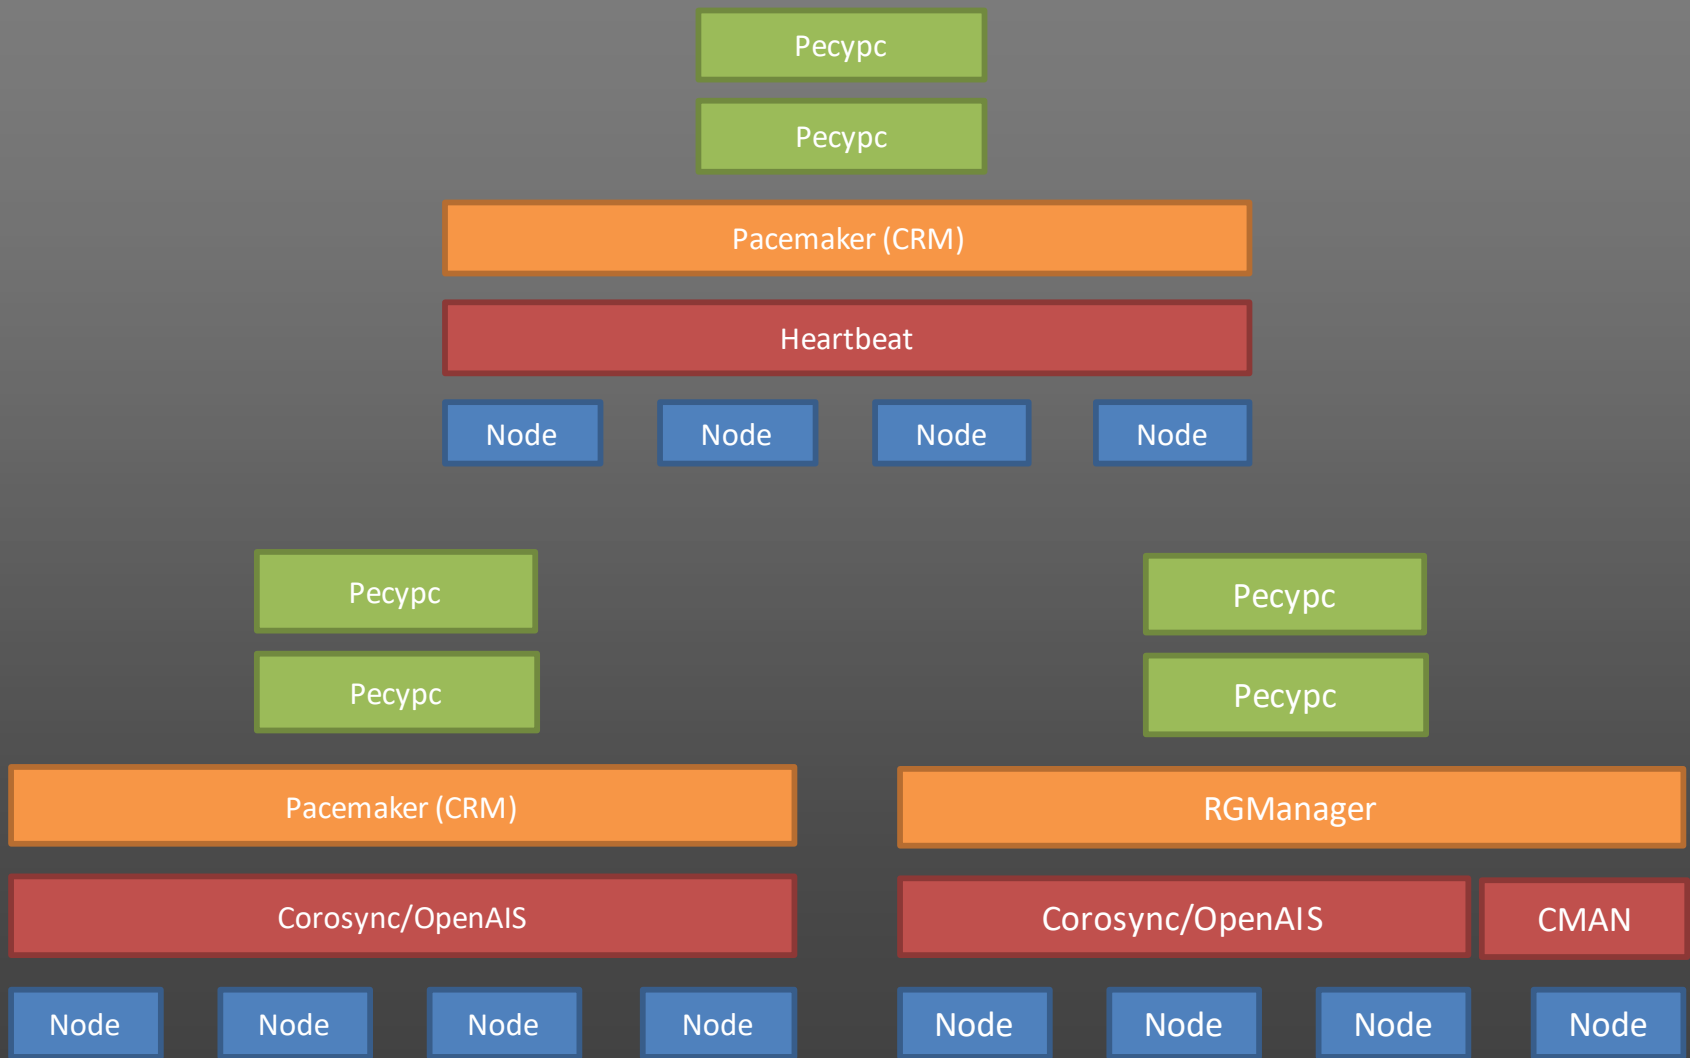 Ресурс
Ресурс
Pacemaker (CRM)
Heartbeat
Node Node Node Node
Ресурс
Ресурс
Pacemaker (CRM)
Corosync/OpenAIS
Node Node Node Node
Ресурс
Ресурс
RGManager
Corosync/OpenAIS CMAN
Node Node Node Node